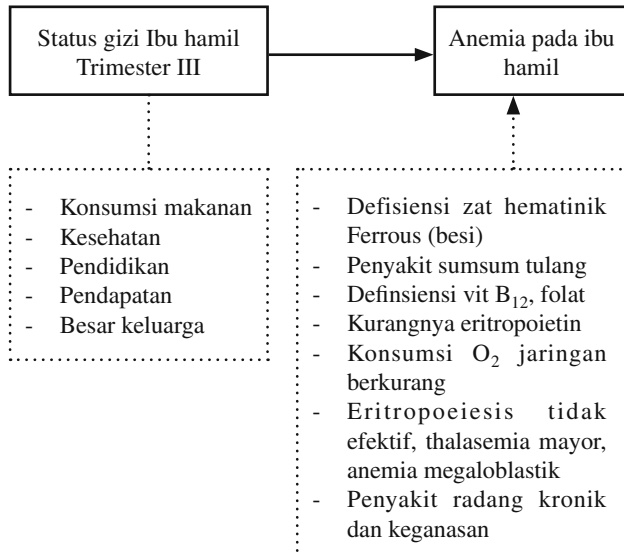 Status gizi Ibu hamil
Trimester III
Anemia pada ibu
hamil
- Konsumsi makanan
- Kesehatan
- Pendidikan
- Pendapatan
- Besar keluarga
- Defisiensi zat hematinik
Ferrous (besi)
- Penyakit sumsum tulang
- Definsiensi vit B₁₂, folat
- Kurangnya eritropoietin
- Konsumsi O₂ jaringan
berkurang
- Eritropoeiesis tidak
efektif, thalasemia mayor,
anemia megaloblastik
- Penyakit radang kronik
dan keganasan